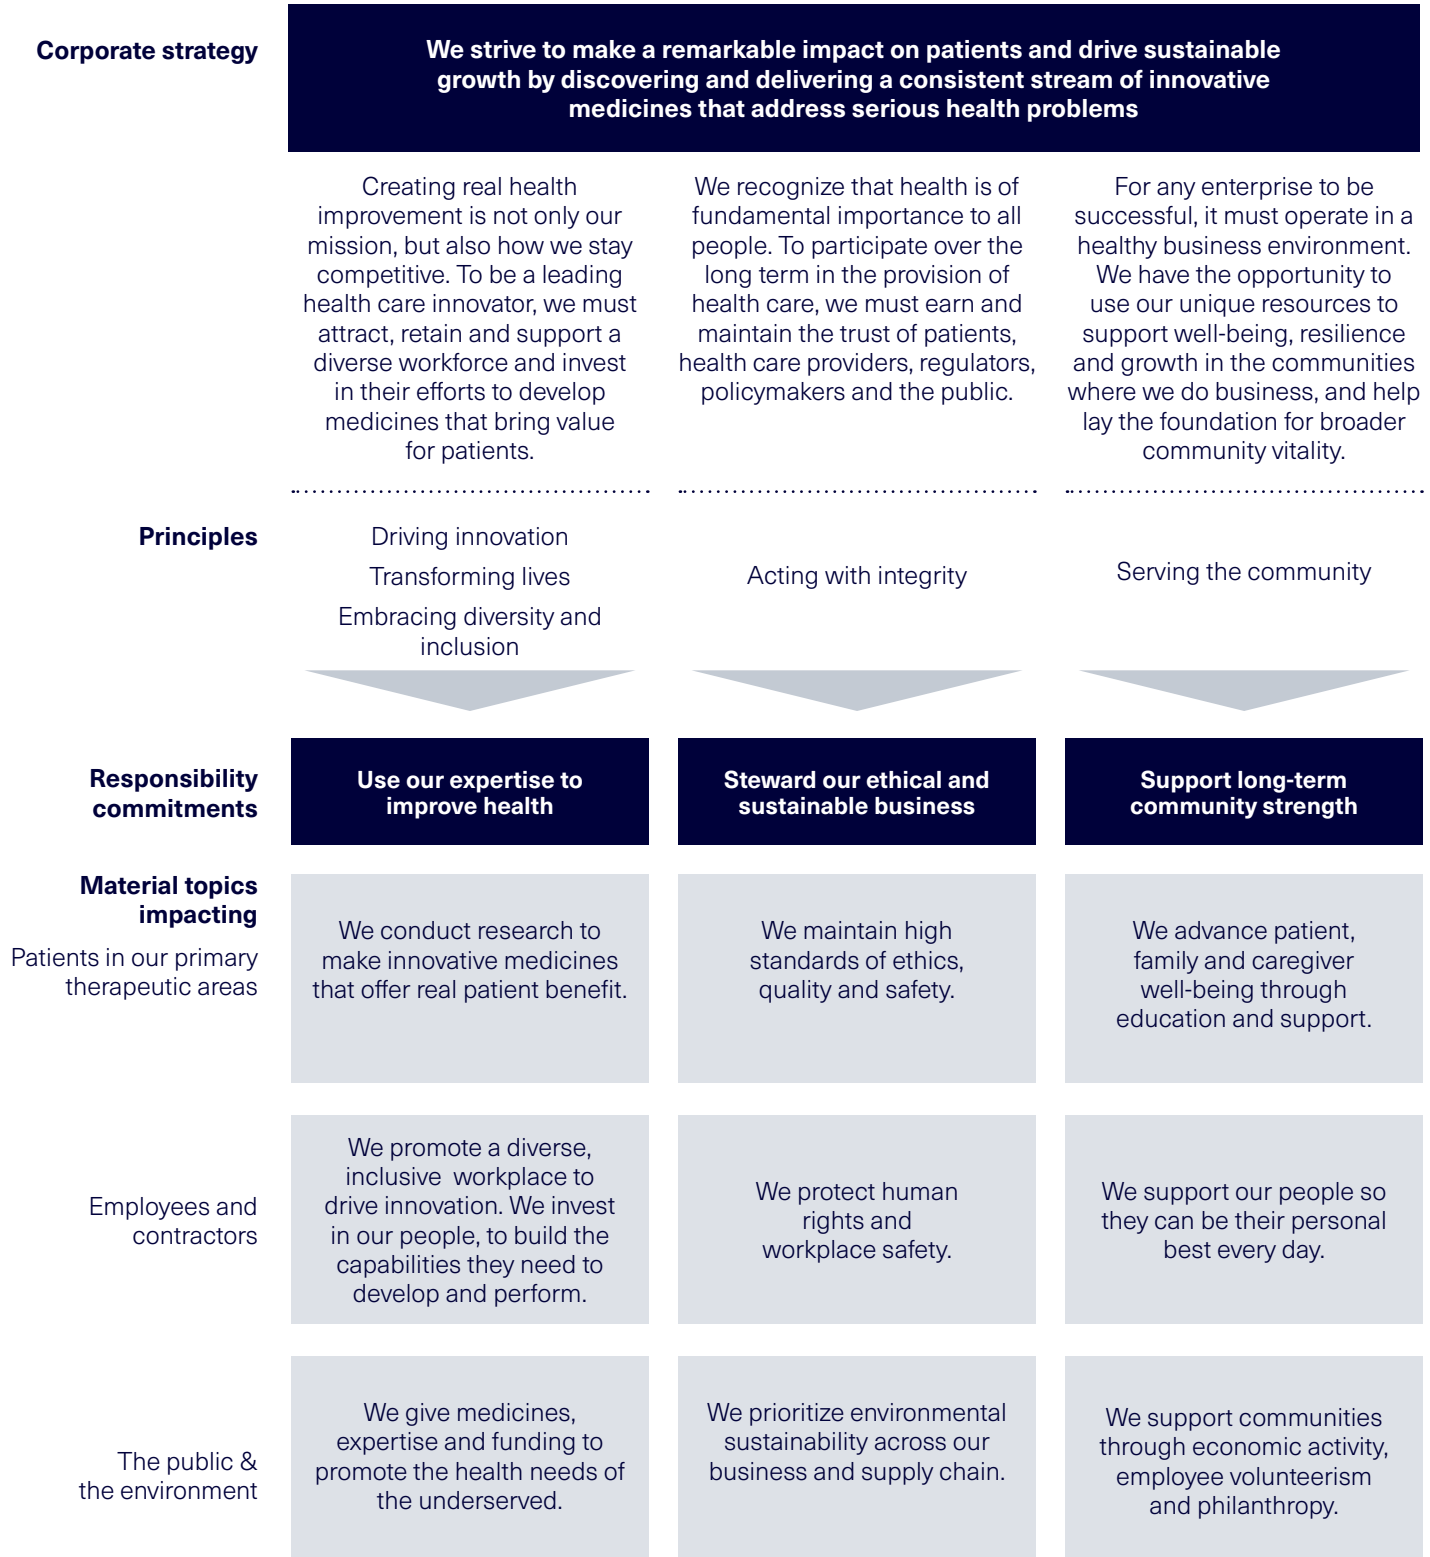 Corporate strategy
We strive to make a remarkable impact on patients and drive sustainable
growth by discovering and delivering a consistent stream of innovative
medicines that address serious health problems
Creating real health
improvement is not only our
mission, but also how we stay
competitive. To be a leading
health care innovator, we must
attract, retain and support a
diverse workforce and invest
in their efforts to develop
medicines that bring value
for patients.
We recognize that health is of
fundamental importance to all
people. To participate over the
long term in the provision of
health care, we must earn and
maintain the trust of patients,
health care providers, regulators,
policymakers and the public.
For any enterprise to be
successful, it must operate in a
healthy business environment.
We have the opportunity to
use our unique resources to
support well-being, resilience
and growth in the communities
where we do business, and help
lay the foundation for broader
community vitality.
Principles
Driving innovation
Transforming lives
Embracing diversity and
inclusion
Acting with integrity
Serving the community
Responsibility
commitments
Use our expertise to
improve health
Steward our ethical and
sustainable business
Support long-term
community strength
Material topics
impacting
Patients in our primary
therapeutic areas
We conduct research to
make innovative medicines
that offer real patient benefit.
We maintain high
standards of ethics,
quality and safety.
We advance patient,
family and caregiver
well-being through
education and support.
Employees and
contractors
We promote a diverse,
inclusive workplace to
drive innovation. We invest
in our people, to build the
capabilities they need to
develop and perform.
We protect human
rights and
workplace safety.
We support our people so
they can be their personal
best every day.
The public &
the environment
We give medicines,
expertise and funding to
promote the health needs of
the underserved.
We prioritize environmental
sustainability across our
business and supply chain.
We support communities
through economic activity,
employee volunteerism
and philanthropy.